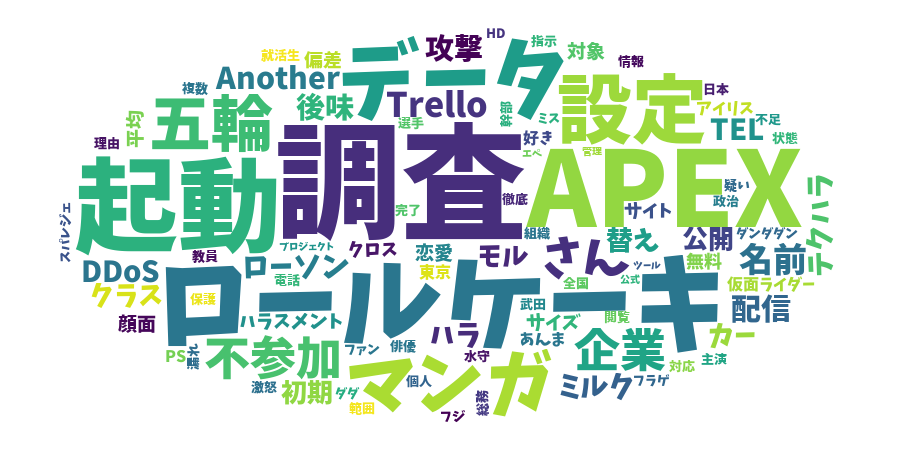 HD
攻撃
指示
就活生
偏差
データ
対象
情報
Another
複数
後味
Trello
設定
日本
アイリス
平均
五輪
選手
幹部
ミス
TEL
不足
理由
調査
好き
状態
エペ
管理
起動
APEX
徹底
疑い
政治
テクハラ
スパレジェ
完了
サイト
組織
教員
プロジェクト
クロス
恋愛
モル
さん
替え
公開
ダンダダン
DDoS
ローソン
東京
ツール
無料
名前
クラス
保護
電話
ロールケーキ
全国
公式
仮面ライダー
顔面
ハラスメント
武田
サイズ
閲覧
配信
ハラ
あんま
カー
PS
濡れ
不参加
ファン
俳優
水守
企業
主演
対応
激怒
初期
ダダ
マンガ
個人
ミルク
フラゲ
範囲
フジ
総務